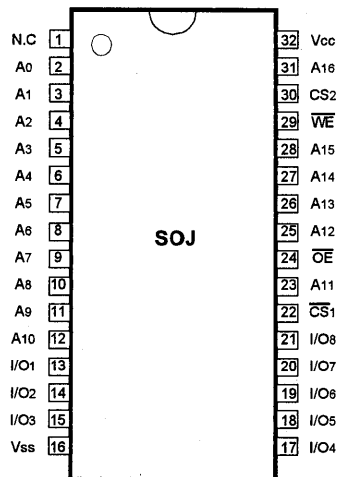 N.C 1 32 Vcc
A0 2 31 A16
A1 3 30 CS2
A2 4 29 W̅E̅
A3 5 28 A15
A4 6 27 A14
A5 7 26 A13
A6 8 25 A12
SOJ
A7 9 24 O̅E̅
A8 10 23 A11
A9 11 22 C̅S̅1
A10 12 21 I/O8
I/O1 13 20 I/O7
I/O2 14 19 I/O6
I/O3 15 18 I/O5
Vss 16 17 I/O4